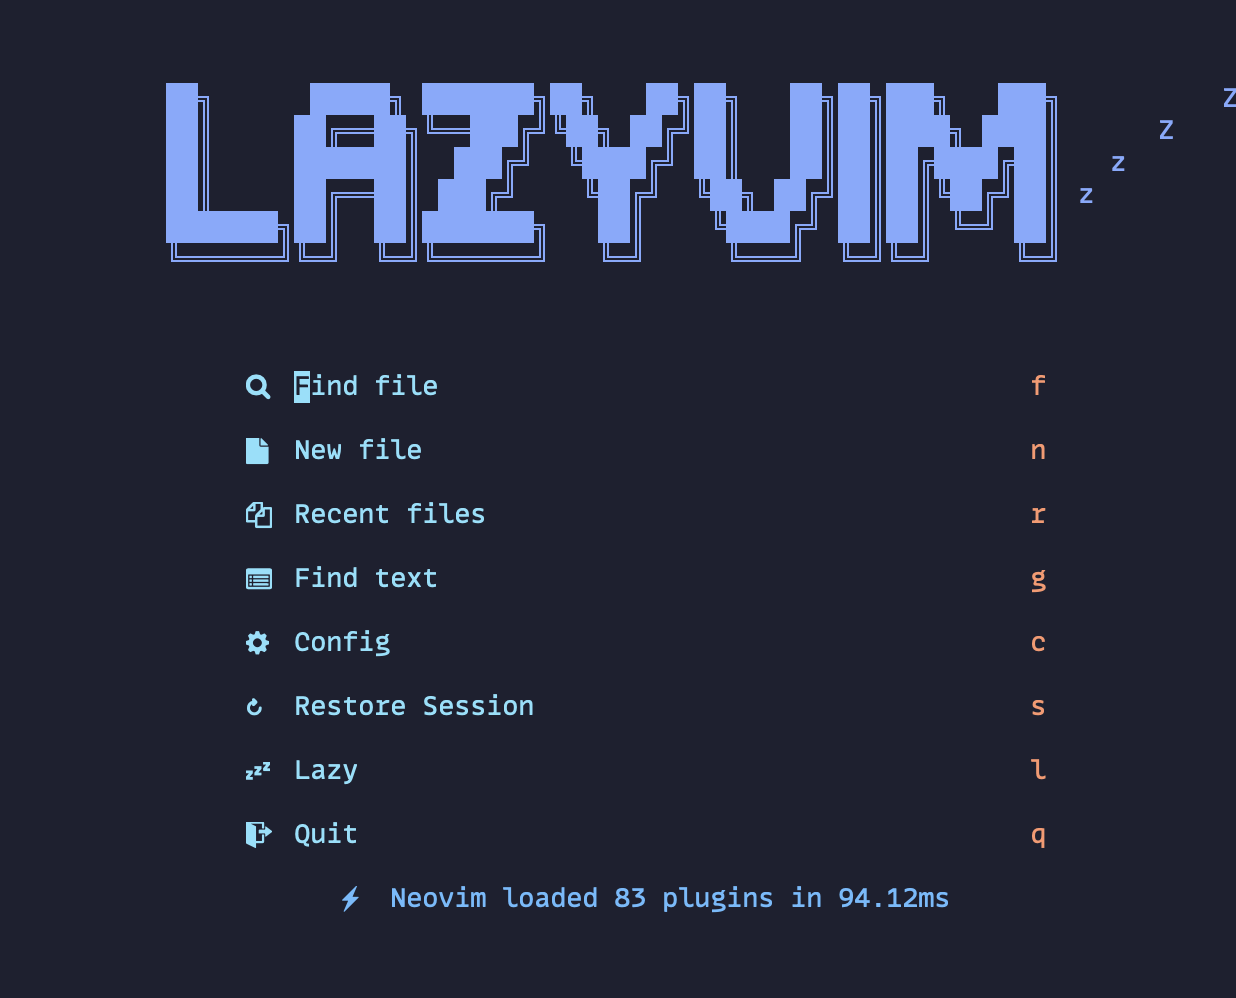 LAZYVIM
Z
Z
z
z
Find file f
New file n
Recent files r
Find text g
Config c
Restore Session s
zzz Lazy l
Quit q
Neovim loaded 83 plugins in 94.12ms